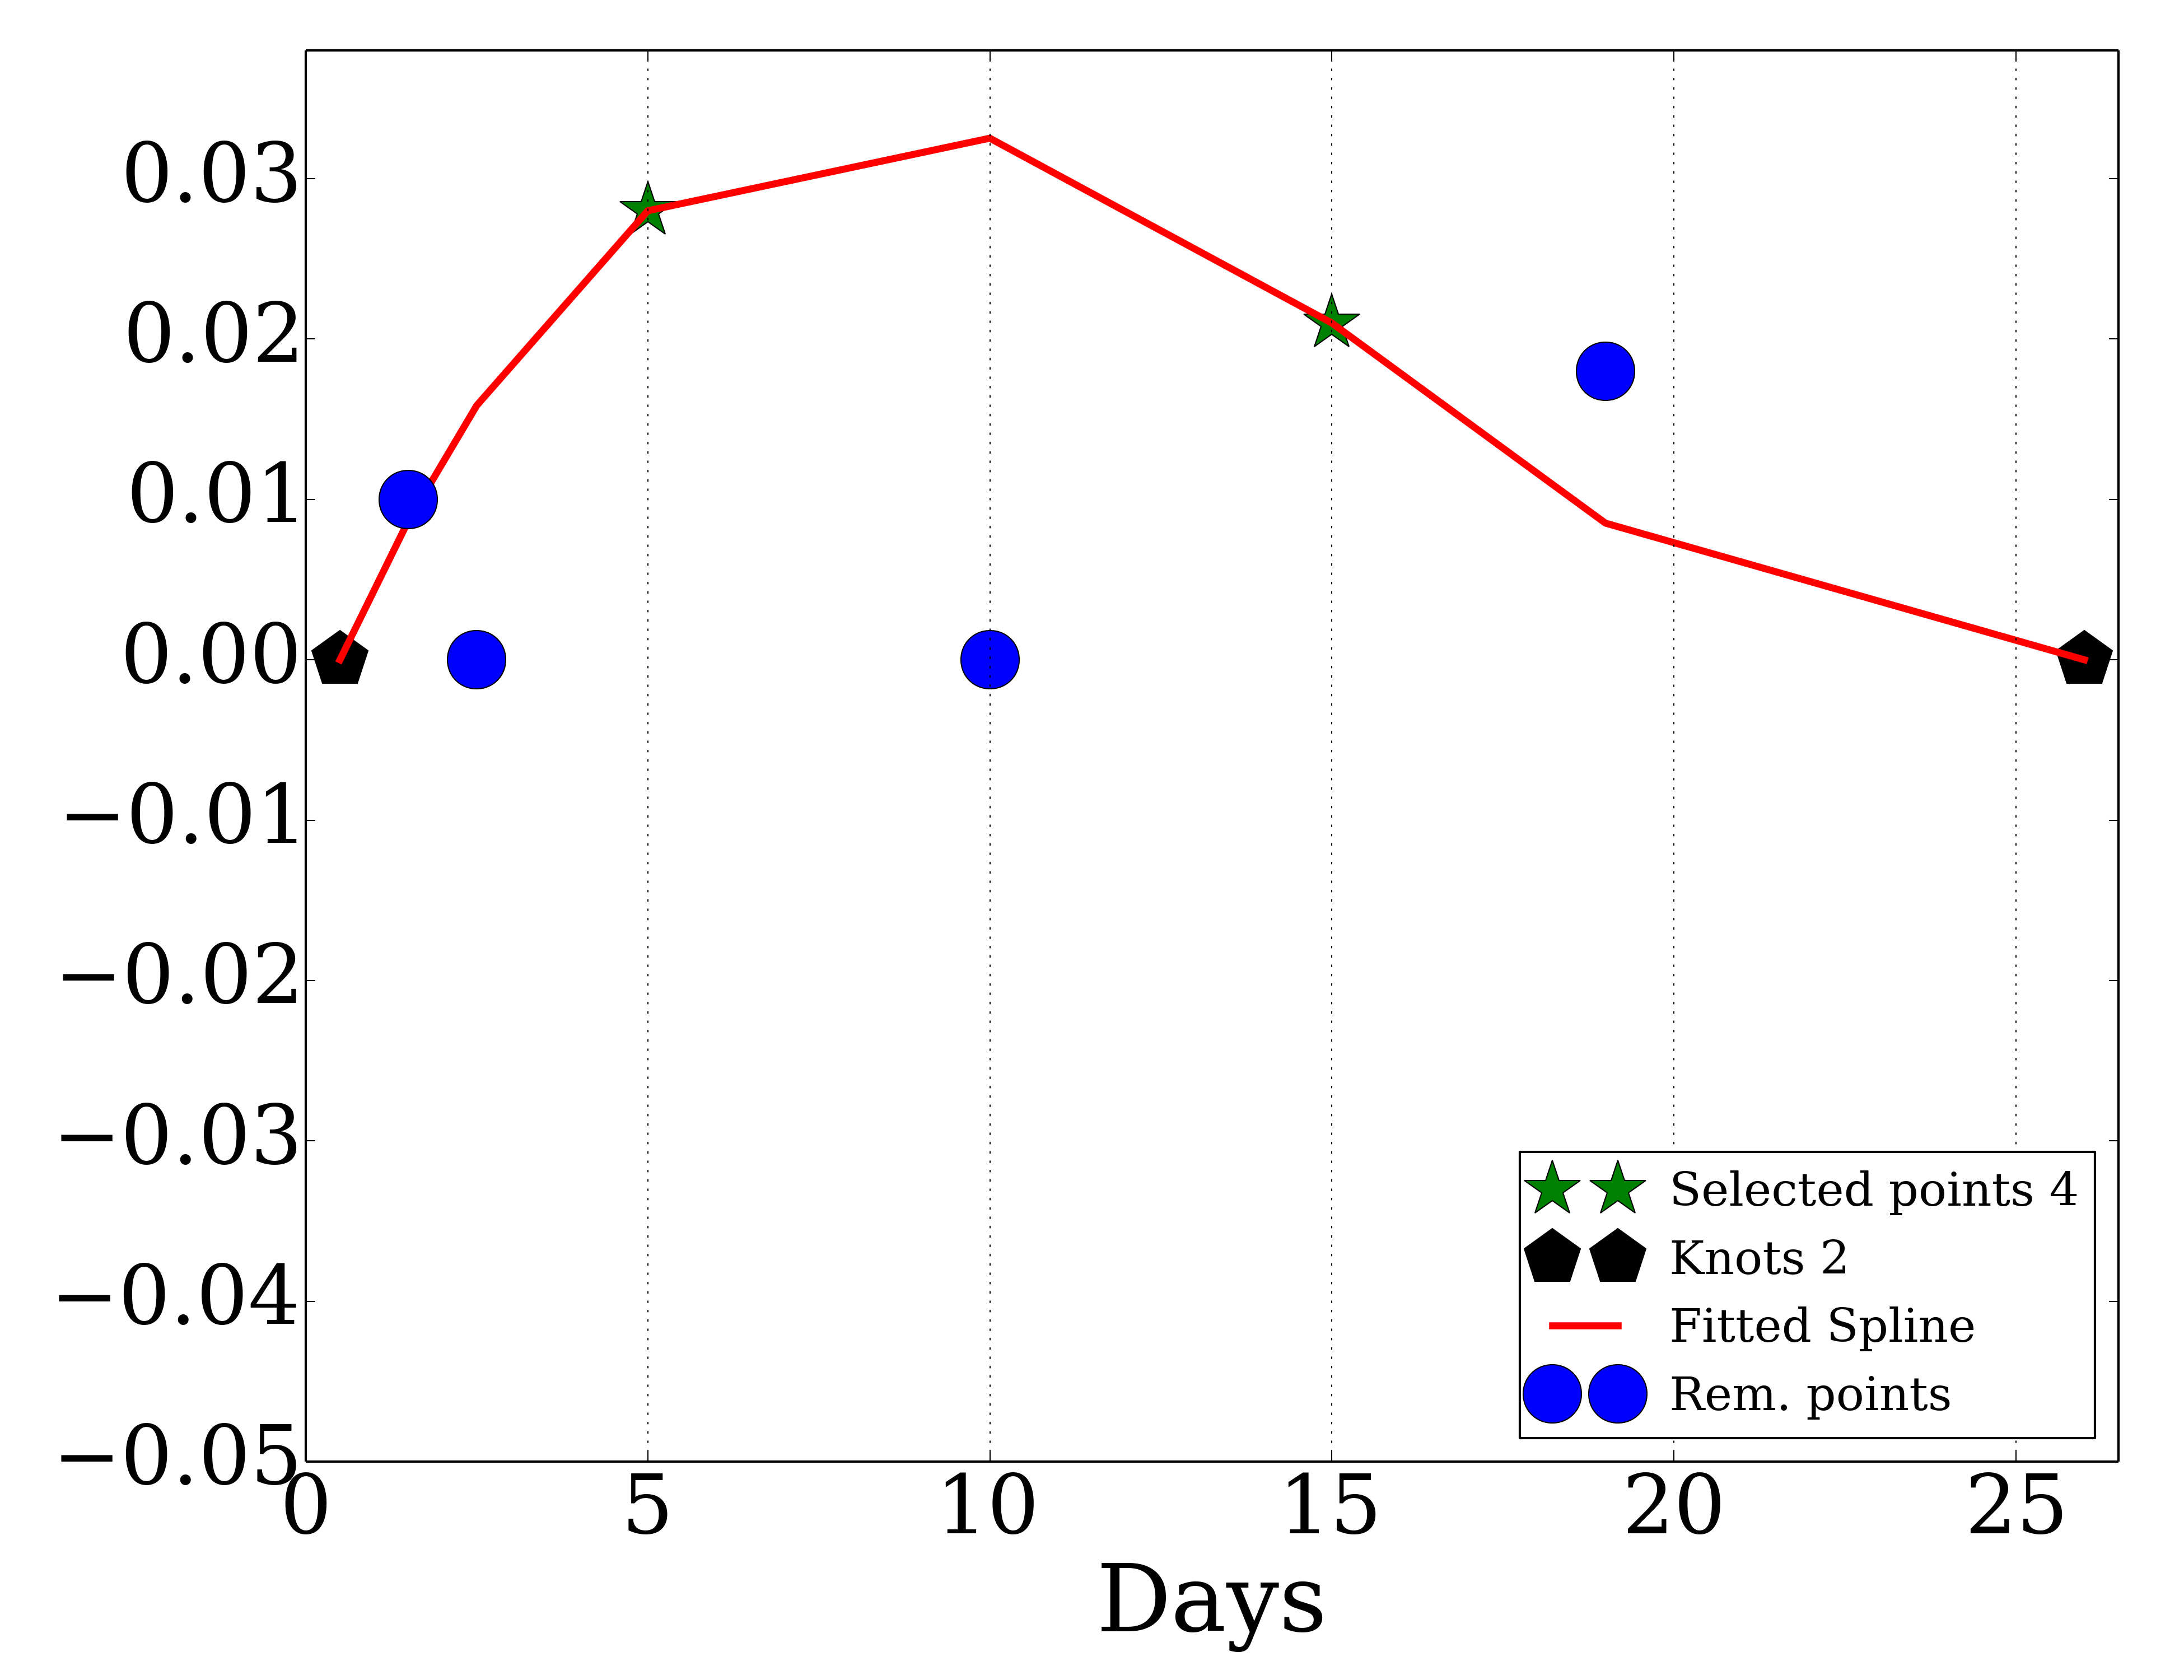 0.03
0.02
0.01
0.00
−0.01
−0.02
−0.03
−0.04
−0.05
0 5 10 15 20 25
Days
Selected points 4
Knots 2
Fitted Spline
Rem. points